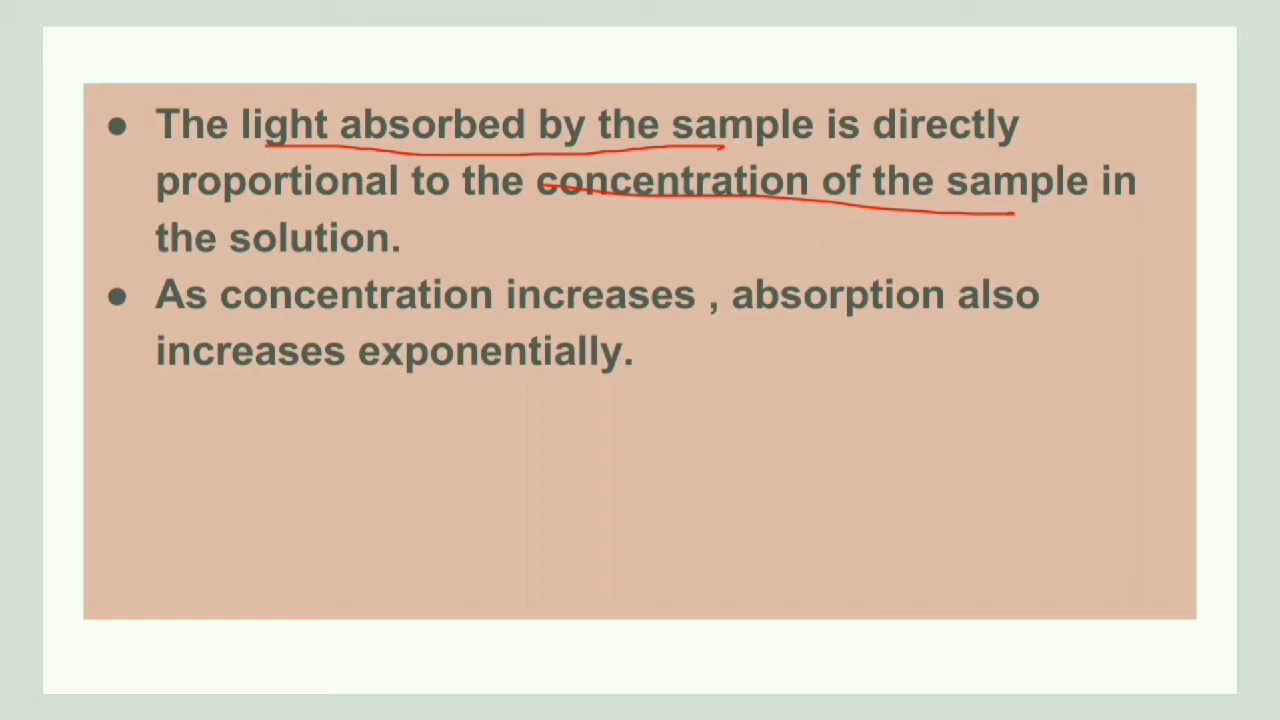 ● The light absorbed by the sample is directly
proportional to the concentration of the sample in
the solution.
● As concentration increases , absorption also
increases exponentially.